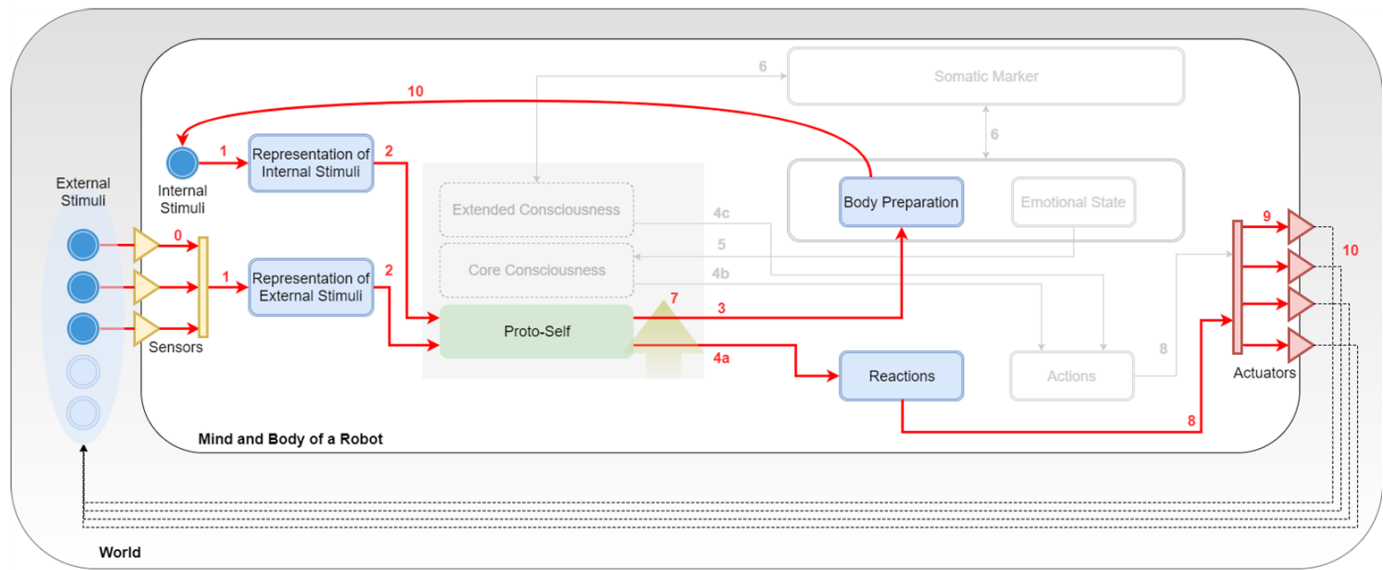 6
Somatic Marker
10
6
1
Representation of
Internal Stimuli
2
Internal
Stimuli
External
Stimuli
Extended Consciousness
4c
Body Preparation
Emotional State
9
10
0
5
Core Consciousness
4b
1
Representation of
External Stimuli
2
7
3
Proto-Self
4a
8
Sensors
Reactions
Actions
Actuators
8
Mind and Body of a Robot
World